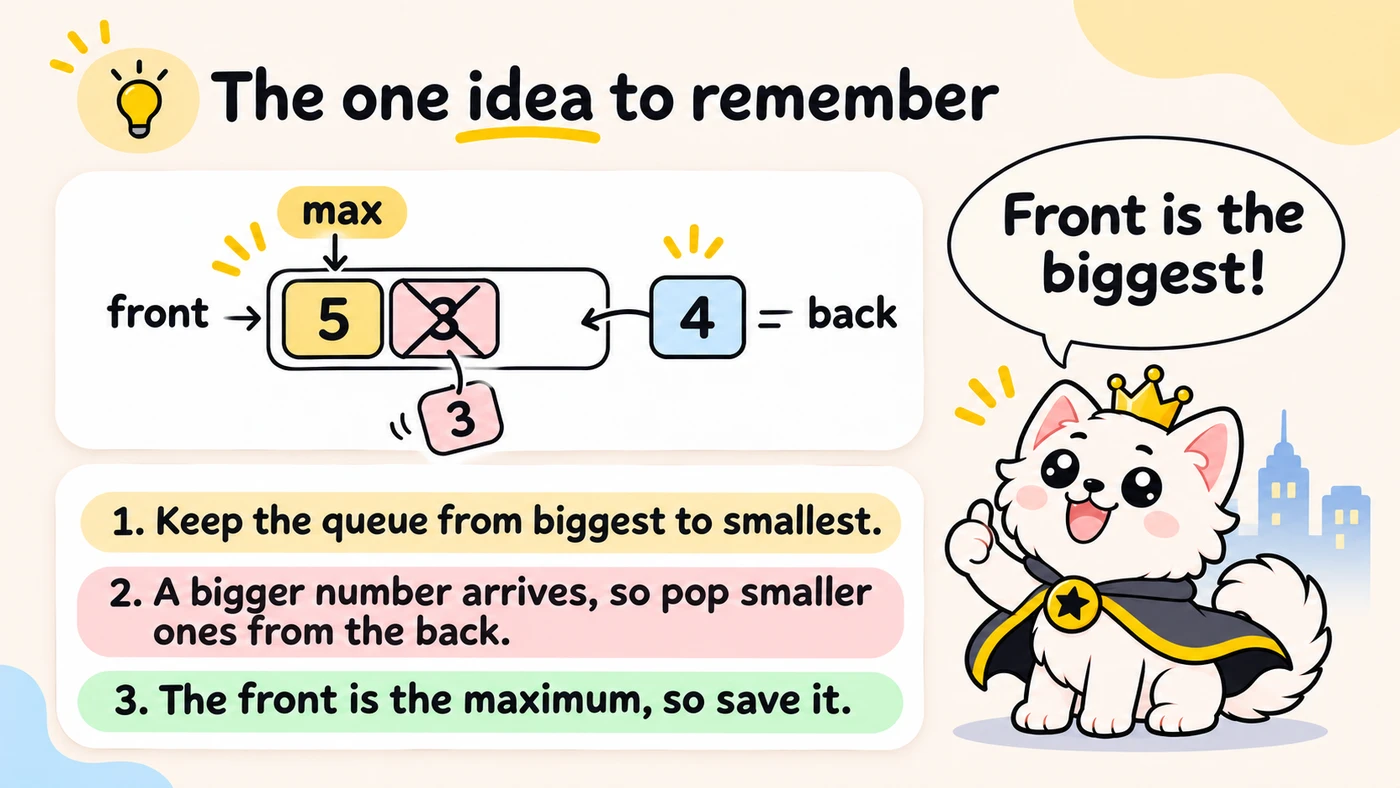 The one idea to remember
max
front → 5 3 4 = back
3
Front is the
biggest!
1. Keep the queue from biggest to smallest.
2. A bigger number arrives, so pop smaller
ones from the back.
3. The front is the maximum, so save it.